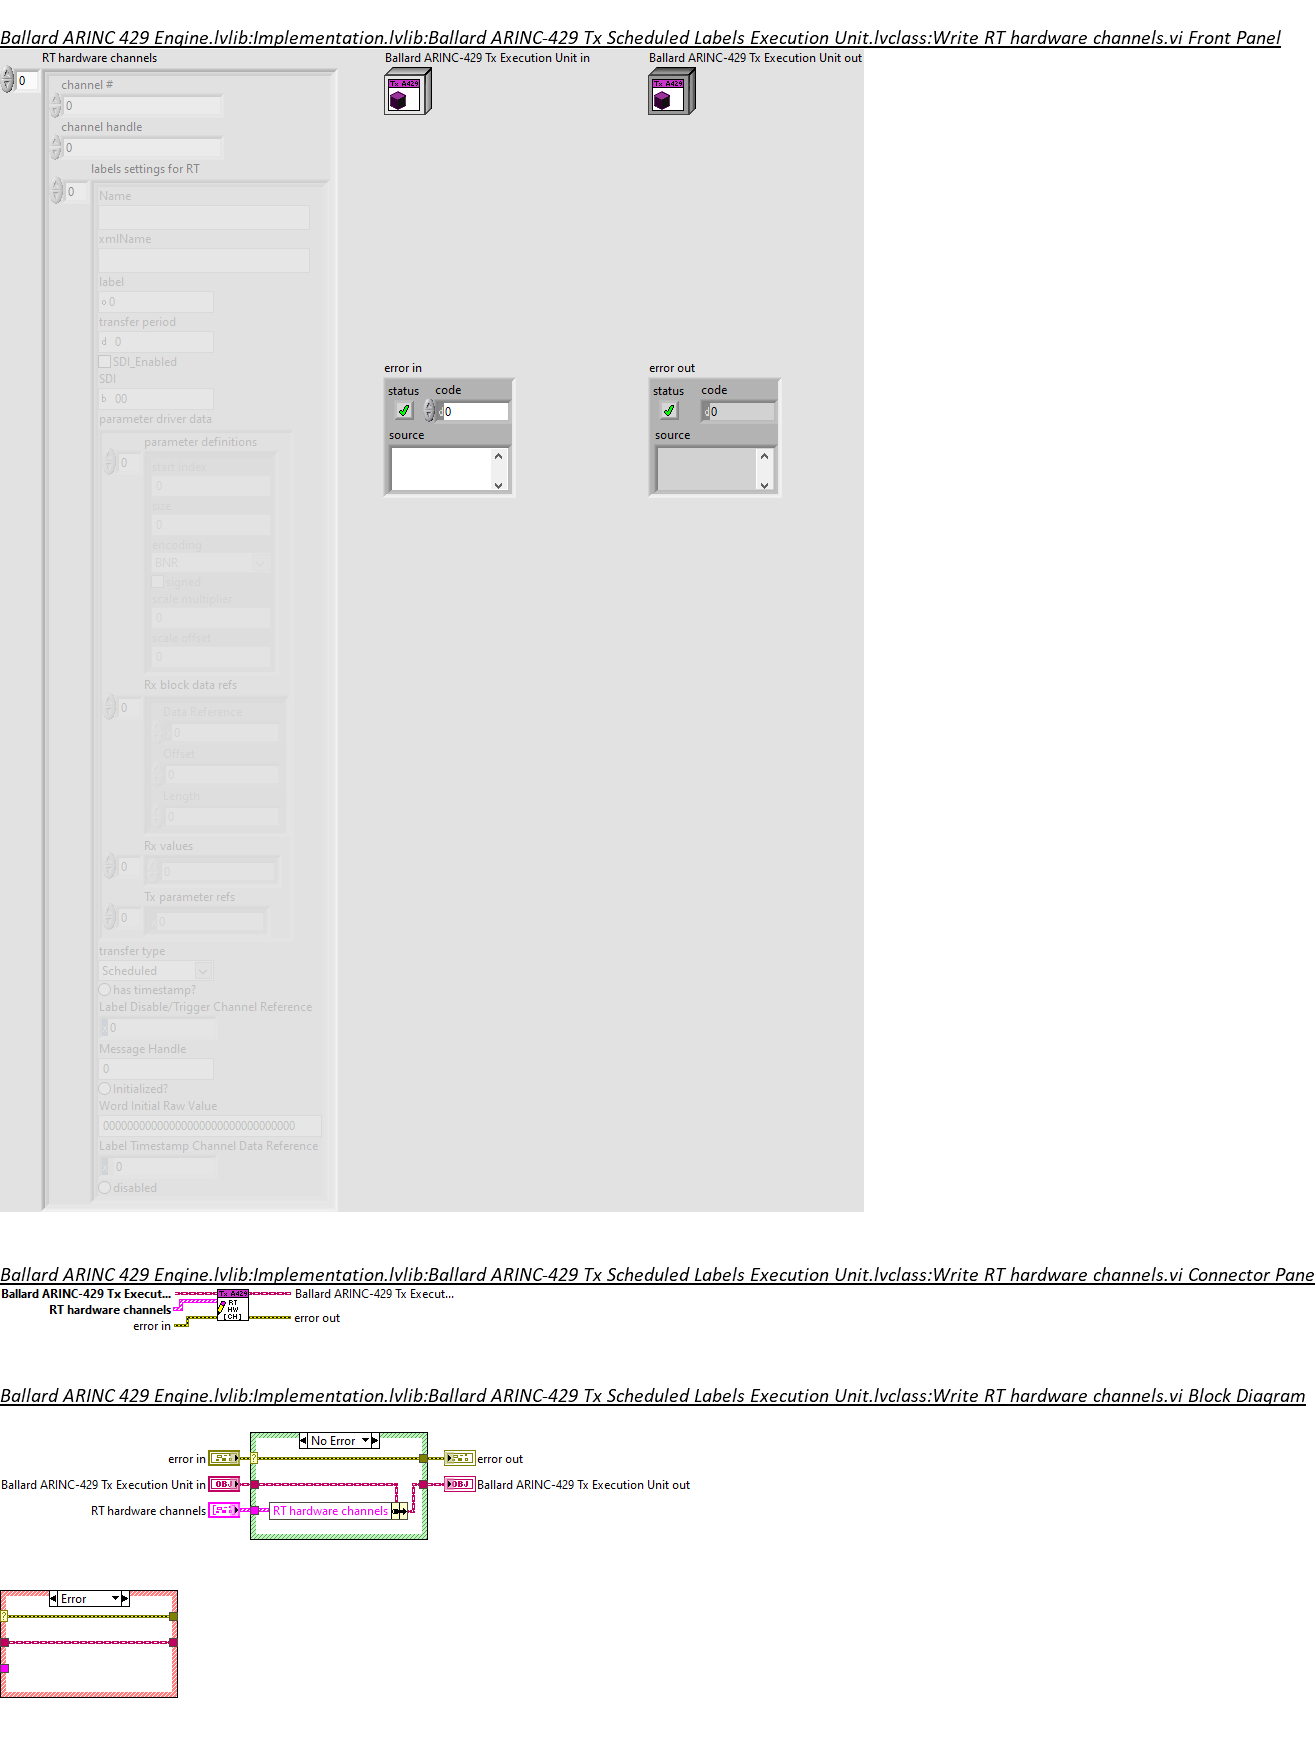 Ballard ARINC 429 Engine.lvlib:Implementation.lvlib:Ballard ARINC-429 Tx Scheduled Labels Execution Unit.lvclass:Write RT hardware channels.vi Front Panel
RT hardware channels
Ballard ARINC-429 Tx Execution Unit in
Ballard ARINC-429 Tx Execution Unit out
0
channel #
0
channel handle
0
labels settings for RT
0
Name
xmlName
label
o 0
transfer period
d 0
SDI_Enabled
SDI
b 00
parameter driver data
parameter definitions
0
start index
0
size
0
encoding
BNR
signed
scale multiplier
0
scale offset
0
Rx block data refs
0
Data Reference
0
Offset
0
Length
0
Rx values
0
0
Tx parameter refs
0
0
transfer type
Scheduled
has timestamp?
Label Disable/Trigger Channel Reference
0
Message Handle
0
Initialized?
Word Initial Raw Value
00000000000000000000000000000000
Label Timestamp Channel Data Reference
0
disabled
Tx A429
Tx A429
error in
status code
d 0
source
error out
status code
d 0
source
Ballard ARINC 429 Engine.lvlib:Implementation.lvlib:Ballard ARINC-429 Tx Scheduled Labels Execution Unit.lvclass:Write RT hardware channels.vi Connector Pane
Ballard ARINC-429 Tx Execut...
RT hardware channels
error in
Tx A429
RT
HW
[CH]
Ballard ARINC-429 Tx Execut...
error out
Ballard ARINC 429 Engine.lvlib:Implementation.lvlib:Ballard ARINC-429 Tx Scheduled Labels Execution Unit.lvclass:Write RT hardware channels.vi Block Diagram
No Error
error in
?
error out
Ballard ARINC-429 Tx Execution Unit in
OBJ
OBJ
Ballard ARINC-429 Tx Execution Unit out
RT hardware channels
RT hardware channels
Error
?